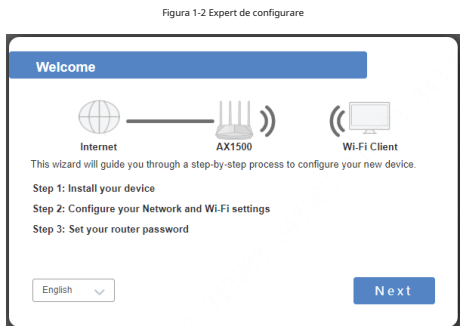 Figura 1-2 Expert de configurare
Welcome
Internet
AX1500
Wi-Fi Client
This wizard will guide you through a step-by-step process to configure your new device.
Step 1: Install your device
Step 2: Configure your Network and Wi-Fi settings
Step 3: Set your router password
English
Next